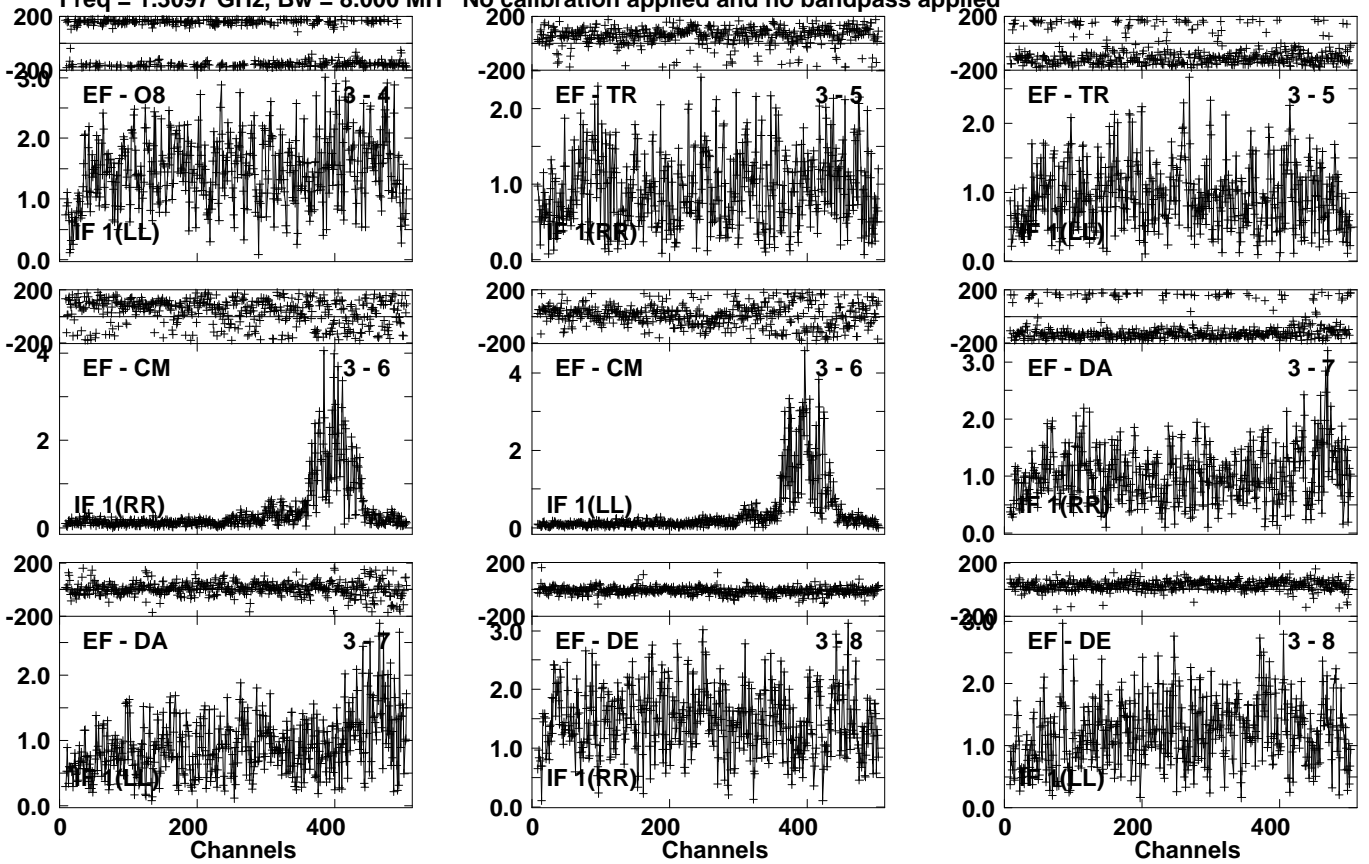 Freq = 1.3097 GHz, Bw = 8.000 MH No calibration applied and no bandpass applied
200 200 200
-200 -200 -200
3.0 EF - O8 3 - 4 EF - TR 3 - 5 EF - TR 3 - 5
2.0 2.0 2.0
1.0 1.0 1.0
IF 1(LL) IF 1(RR) IF 1(LL)
0.0 0.0 0.0
200 200 200
-200 -200 -200
4 EF - CM 3 - 6 4 EF - CM 3 - 6 3.0 EF - DA 3 - 7
2 2 2.0
1.0
IF 1(RR) IF 1(LL) IF 1(RR)
0 0 0.0
200 200 200
-200 -200 -200
EF - DA 3 - 7 3.0 EF - DE 3 - 8 3.0 EF - DE 3 - 8
2.0 2.0 2.0
1.0 1.0 1.0
IF 1(LL) IF 1(RR) IF 1(LL)
0.0 0.0 0.0
0 200 400 0 200 400 0 200 400
Channels Channels Channels